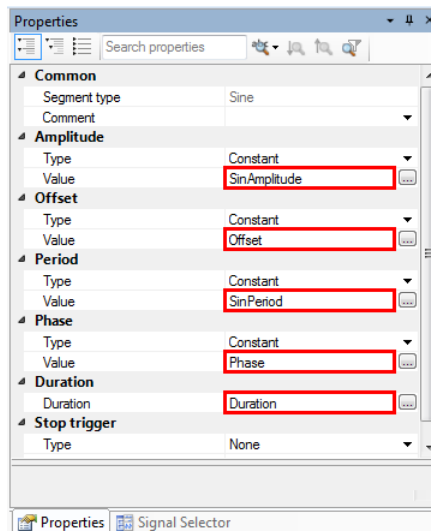 Properties
Search properties
Common
Segment type Sine
Comment
Amplitude
Type Constant
Value SinAmplitude ...
Offset
Type Constant
Value Offset ...
Period
Type Constant
Value SinPeriod ...
Phase
Type Constant
Value Phase ...
Duration
Duration Duration ...
Stop trigger
Type None
Properties Signal Selector